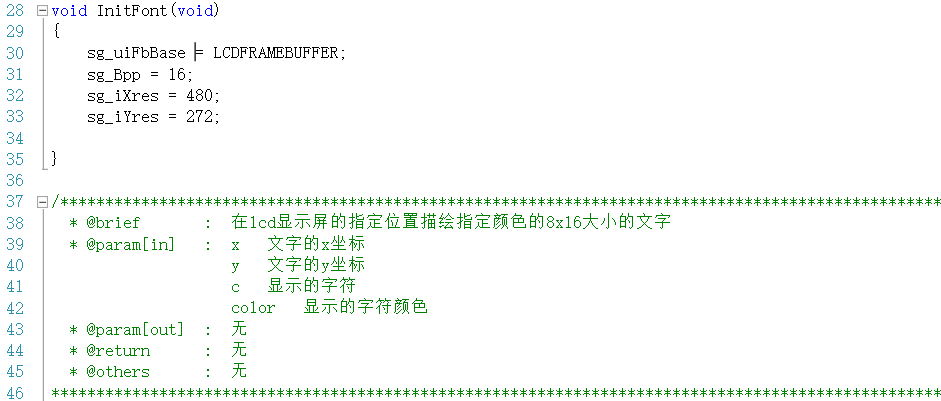 28 void InitFont(void)
29 {
30 sg_uiFbBase = LCDFRAMEBUFFER;
31 sg_Bpp = 16;
32 sg_iXres = 480;
33 sg_iYres = 272;
34
35 }
36
37 /**************************************************************************************************
38 * @brief : 在lcd显示屏的指定位置描绘指定颜色的8x16大小的文字
39 * @param[in] : x 文字的x坐标
40 y 文字的y坐标
41 c 显示的字符
42 color 显示的字符颜色
43 * @param[out] : 无
44 * @return : 无
45 * @others : 无
46 ***************************************************************************************************